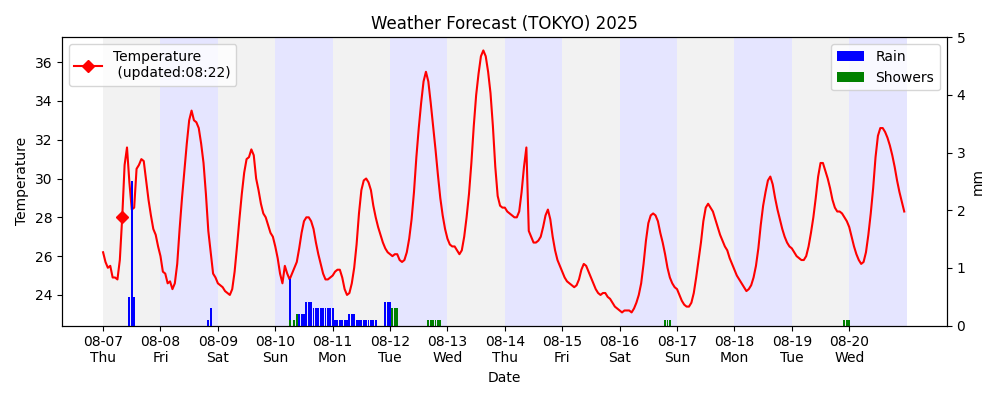 Weather Forecast (TOKYO) 2025
Temperature
(updated:08:22)
Rain
Showers
Temperature
36
34
32
30
28
26
24
5
4
3
2
1
0
mm
08-07 08-08 08-09 08-10 08-11 08-12 08-13 08-14 08-15 08-16 08-17 08-18 08-19 08-20
Thu Fri Sat Sun Mon Tue Wed Thu Fri Sat Sun Mon Tue Wed
Date